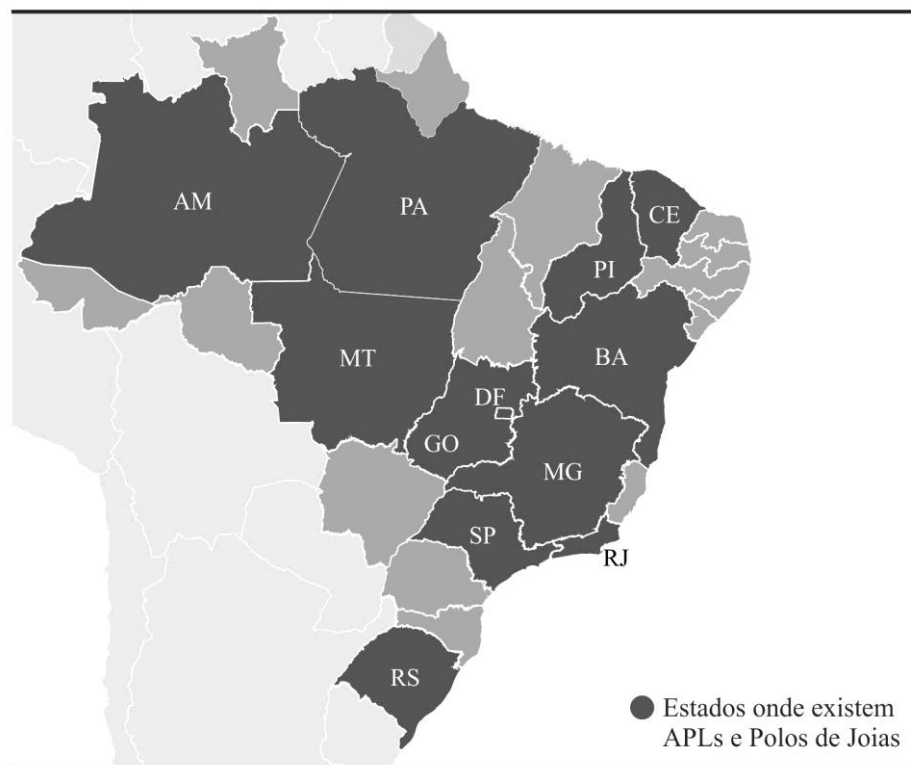 AM
PA
CE
PI
MT
BA
DF
GO
MG
SP
RJ
RS
Estados onde existem
APLs e Polos de Joias